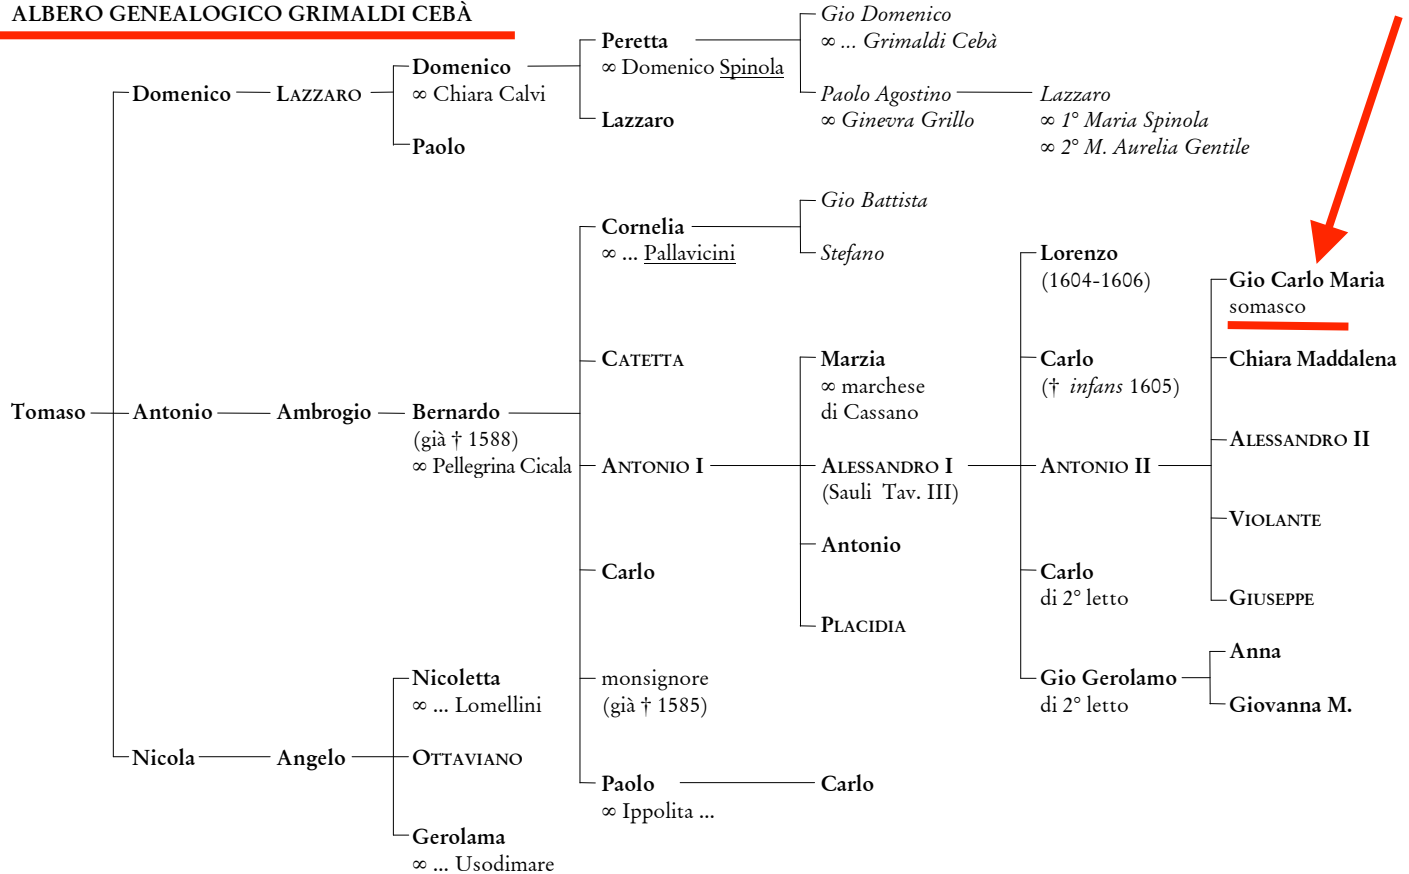 ALBERO GENEALOGICO GRIMALDI CEBÀ
Gio Domenico
∞ ... Grimaldi Cebà
Peretta
∞ Domenico Spinola
Domenico
∞ Chiara Calvi
Domenico
LAZZARO
Paolo Agostino
∞ Ginevra Grillo
Lazzaro
∞ 1° Maria Spinola
∞ 2° M. Aurelia Gentile
Lazzaro
Paolo
Gio Battista
Cornelia
∞ ... Pallavicini
Stefano
Lorenzo
(1604-1606)
Gio Carlo Maria
somasco
CATETTA
Marzia
∞ marchese
di Cassano
Carlo
(† infans 1605)
Chiara Maddalena
Tomaso
Antonio
Ambrogio
Bernardo
(già † 1588)
∞ Pellegrina Cicala
ALESSANDRO II
ANTONIO I
ALESSANDRO I
(Sauli Tav. III)
ANTONIO II
VIOLANTE
Antonio
Carlo
Carlo
di 2° letto
GIUSEPPE
PLACIDIA
Anna
Nicoletta
∞ ... Lomellini
monsignore
(già † 1585)
Gio Gerolamo
di 2° letto
Giovanna M.
Nicola
Angelo
OTTAVIANO
Paolo
∞ Ippolita ...
Carlo
Gerolama
∞ ... Usodimare